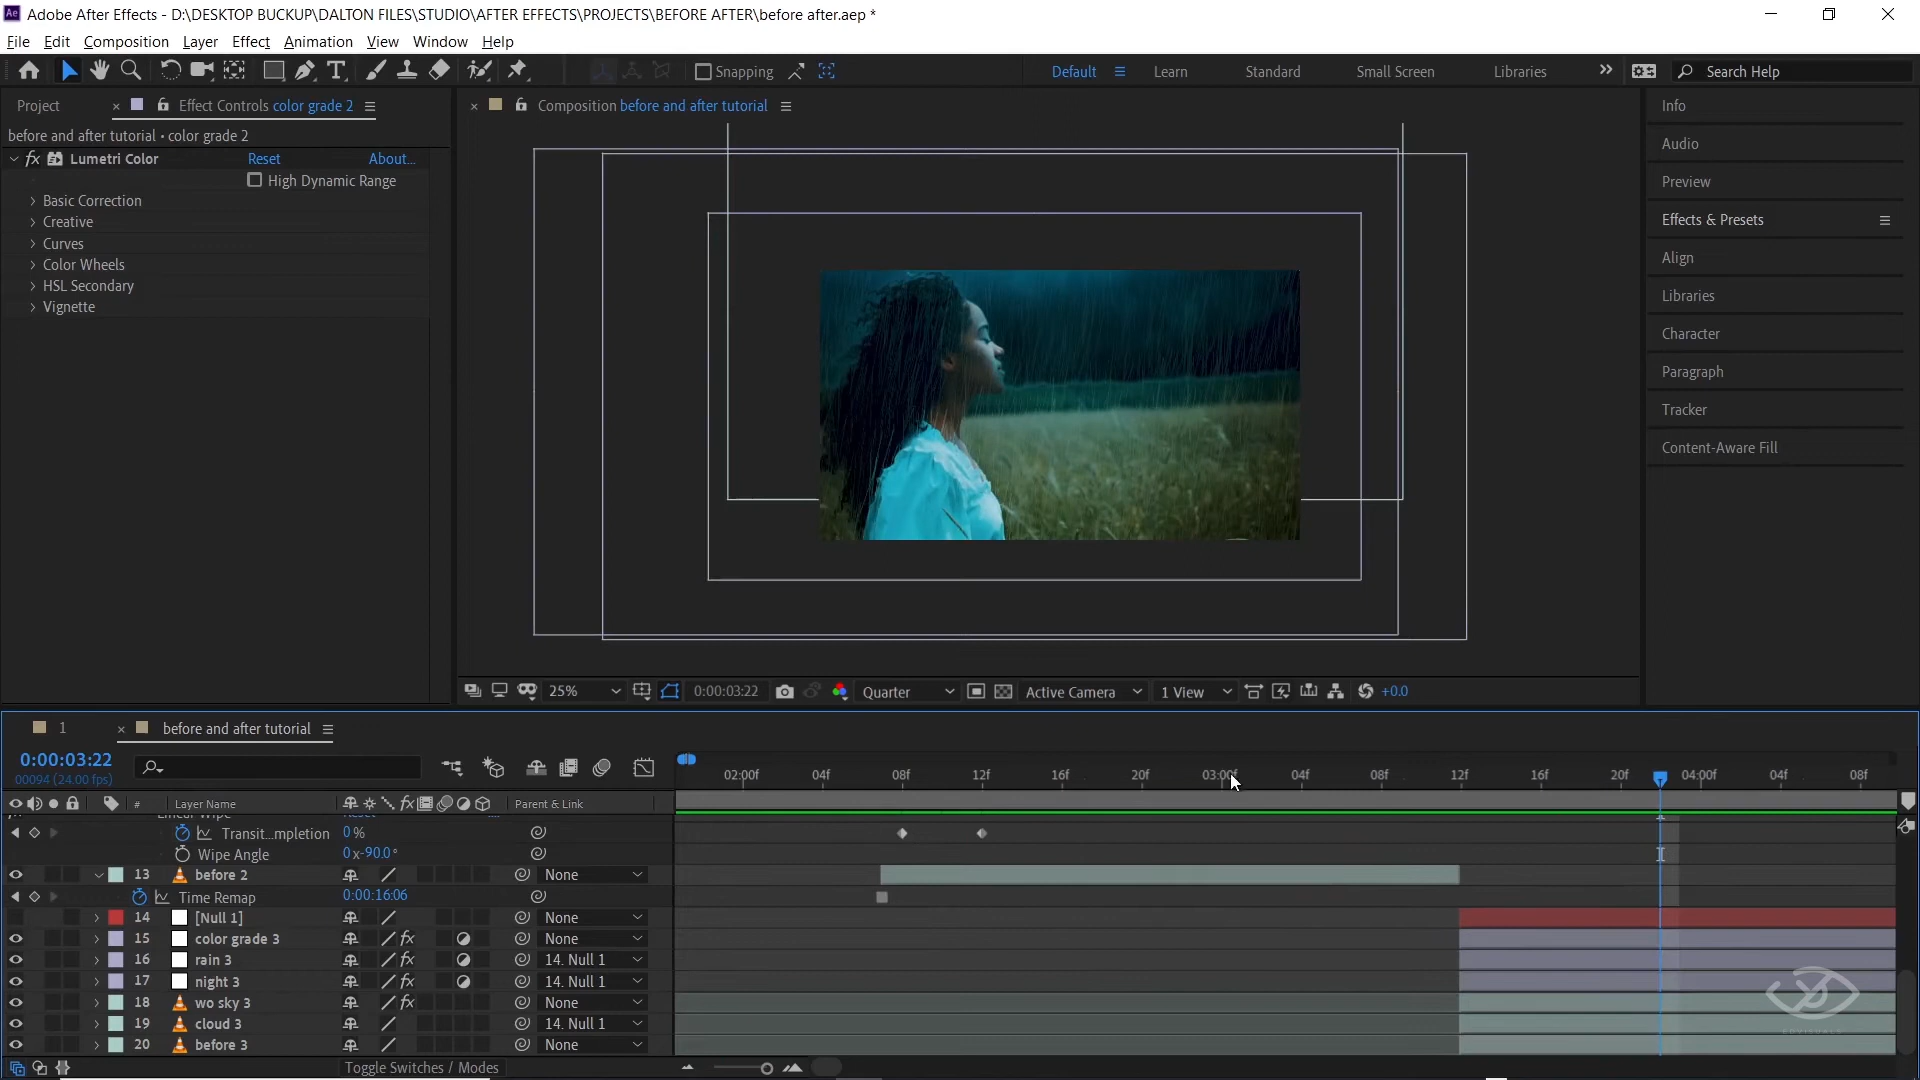 Adobe After Effects - D:\DESKTOP BUCKUP\DALTON FILES\STUDIO\AFTER EFFECTS\PROJECTS\BEFORE AFTER\before after.aep *
File Edit Composition Layer Effect Animation View Window Help
Snapping Default Learn Standard Small Screen Libraries Search Help
Project Effect Controls color grade 2 Composition before and after tutorial
before and after tutorial • color grade 2
fx Lumetri Color Reset About...
High Dynamic Range
Basic Correction
Creative
Curves
Color Wheels
HSL Secondary
Vignette
Info
Audio
Preview
Effects & Presets
Align
Libraries
Character
Paragraph
Tracker
Content-Aware Fill
25% 0:00:03:22 Quarter Active Camera 1 View +0.0
1 before and after tutorial
0:00:03:22
00094 (24.00 fps)
02:00f 04f 08f 12f 16f 20f 03:00f 04f 08f 12f 16f 20f 04:00f 04f 08f
# Layer Name fx Parent & Link
Linear Wipe Reset
Transit...mpletion 0 %
Wipe Angle 0 x-90.0°
13 before 2 None
Time Remap 0:00:16:06
14 [Null 1] None
15 color grade 3 fx None
16 rain 3 fx 14. Null 1
17 night 3 fx 14. Null 1
18 wo sky 3 fx None
19 cloud 3 14. Null 1
20 before 3 None
Toggle Switches / Modes